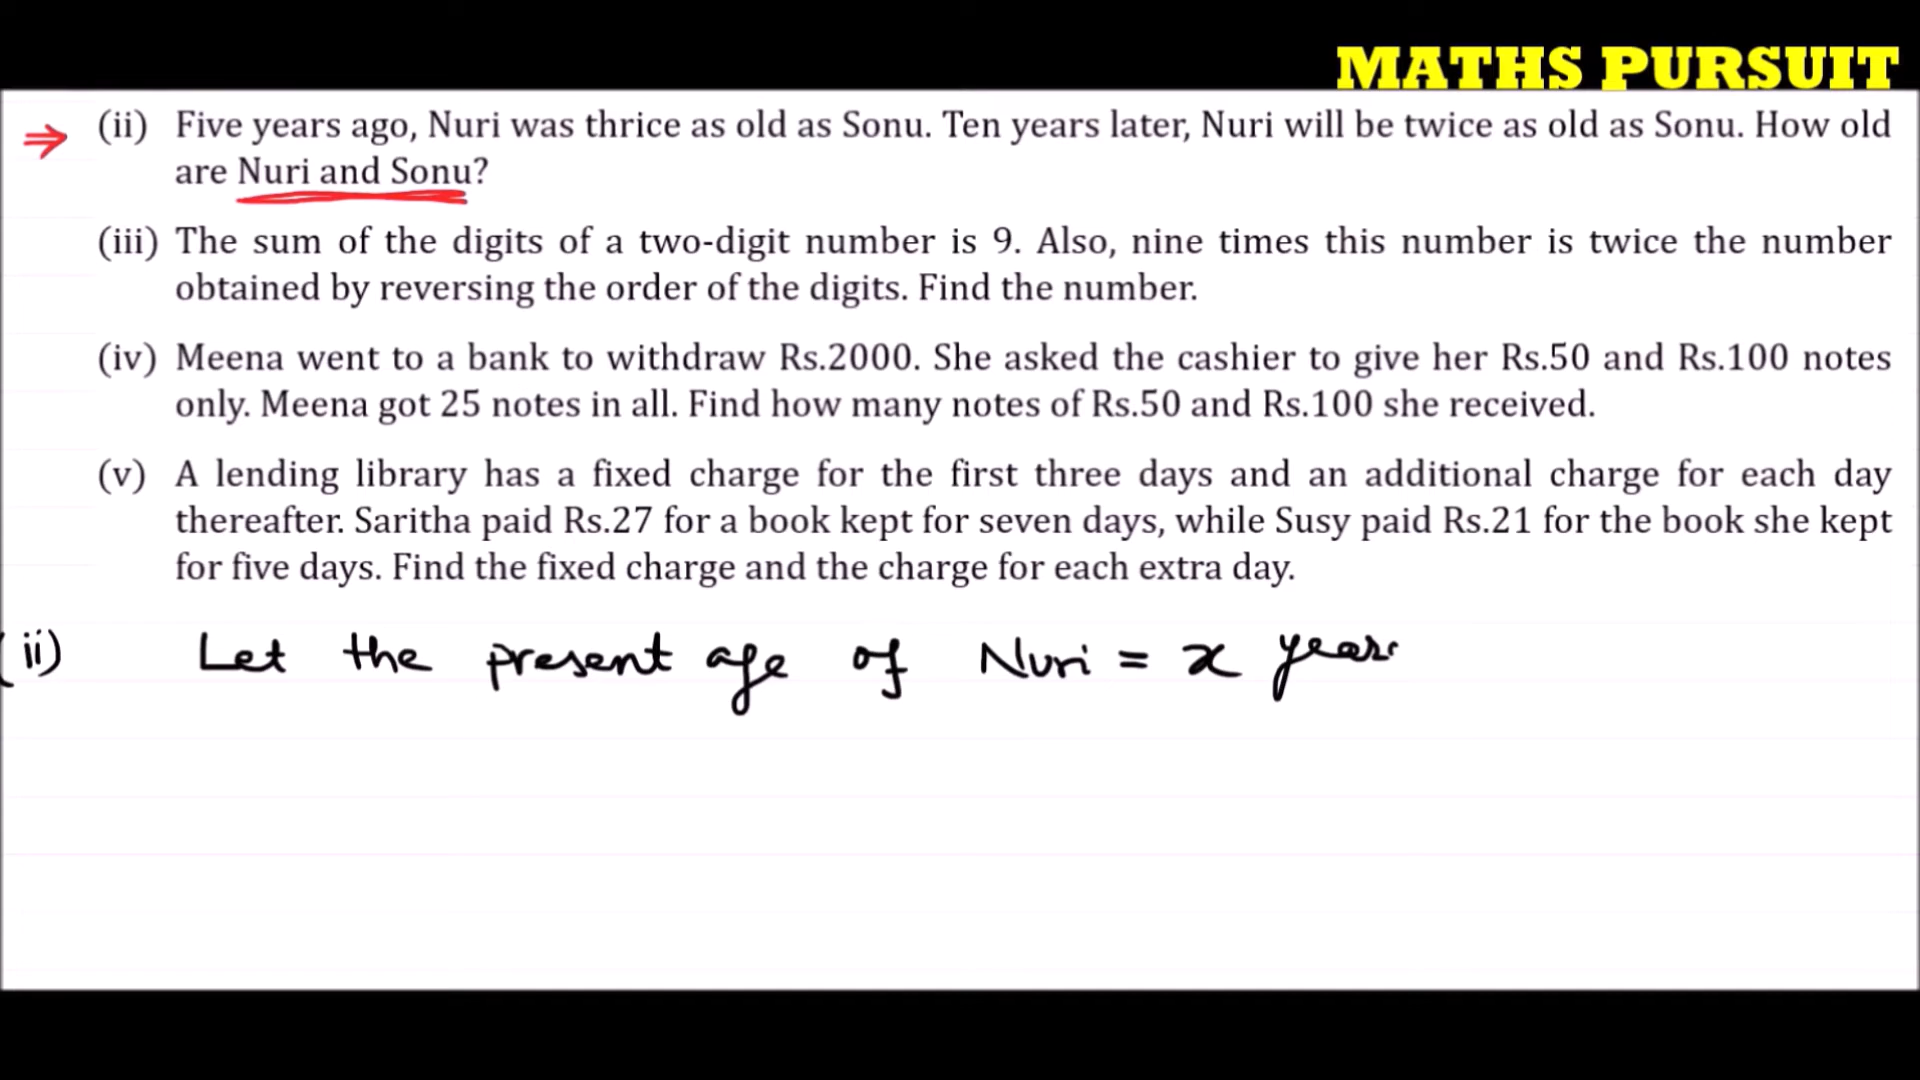 MATHS PURSUIT
(ii) Five years ago, Nuri was thrice as old as Sonu. Ten years later, Nuri will be twice as old as Sonu. How old
are Nuri and Sonu?
(iii) The sum of the digits of a two-digit number is 9. Also, nine times this number is twice the number
obtained by reversing the order of the digits. Find the number.
(iv) Meena went to a bank to withdraw Rs.2000. She asked the cashier to give her Rs.50 and Rs.100 notes
only. Meena got 25 notes in all. Find how many notes of Rs.50 and Rs.100 she received.
(v) A lending library has a fixed charge for the first three days and an additional charge for each day
thereafter. Saritha paid Rs.27 for a book kept for seven days, while Susy paid Rs.21 for the book she kept
for five days. Find the fixed charge and the charge for each extra day.
(ii) Let the present age of Nuri = x years